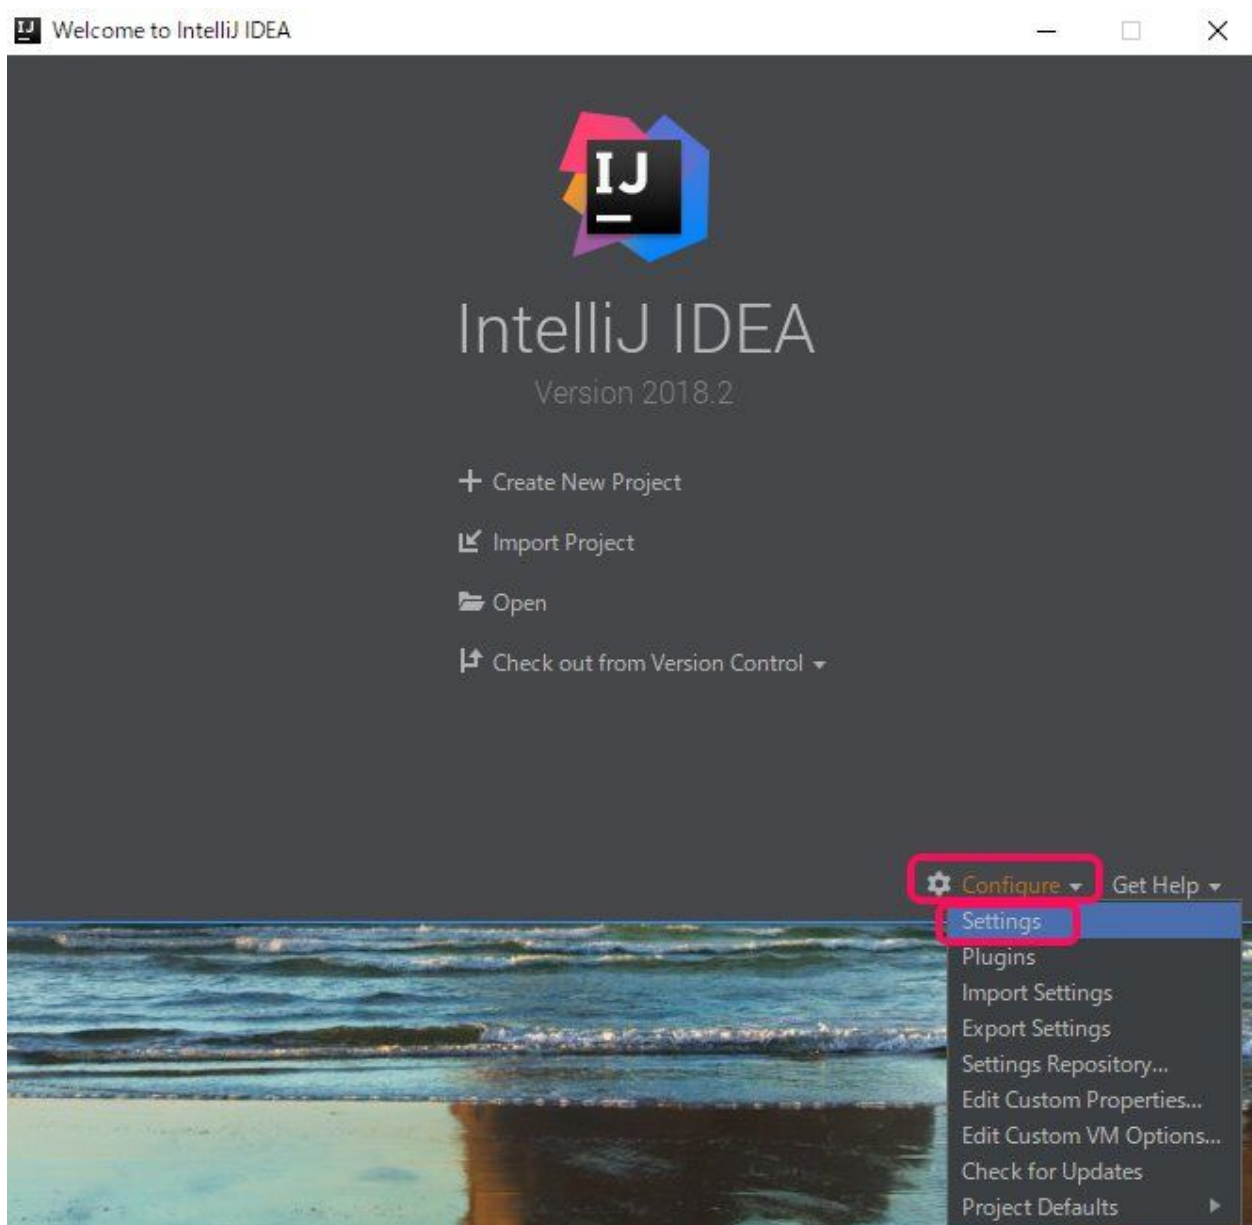 Welcome to IntelliJ IDEA
IJ
IntelliJ IDEA
Version 2018.2
Create New Project
Import Project
Open
Check out from Version Control
Configure
Get Help
Settings
Plugins
Import Settings
Export Settings
Settings Repository...
Edit Custom Properties...
Edit Custom VM Options...
Check for Updates
Project Defaults